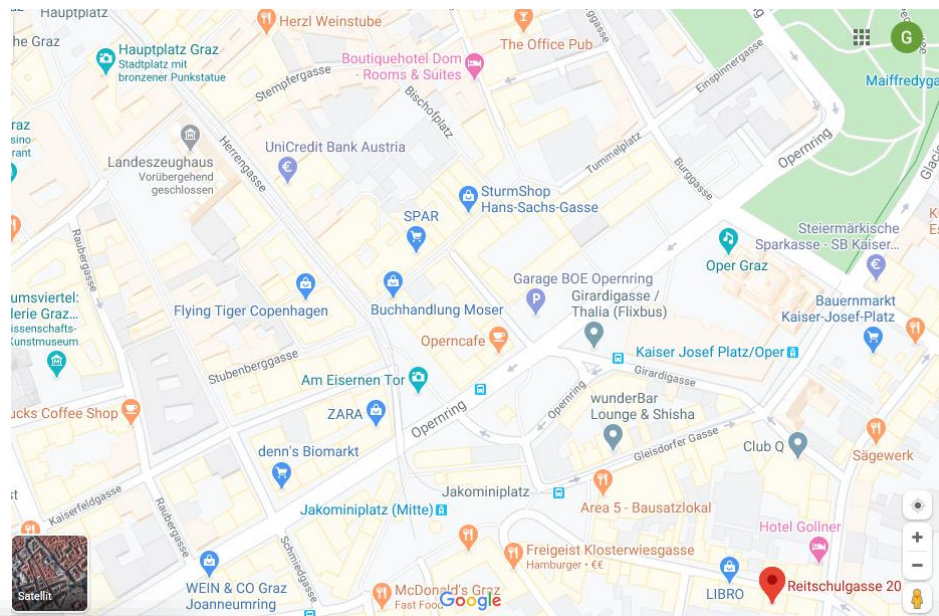 Hauptplatz
he Graz
Hauptplatz Graz
Stadtplatz mit
bronzener Punkstatue
Herzl Weinstube
The Office Pub
Boutiquehotel Dom
- Rooms & Suites
Stempfergasse
Bischofplatz
Einspinnergasse
G
Maiffredyga
Opernring
Glacis
raz
sino
rant
Landeszeughaus
Vorübergehend
geschlossen
Herrengasse
UniCredit Bank Austria
Tummelplatz
Burggasse
SturmShop
Hans-Sachs-Gasse
SPAR
Raubergasse
Steiermärkische
Sparkasse - SB Kaiser...
K
Es
Oper Graz
Garage BOE Opernring
Girardigasse /
Thalia (Flixbus)
umsviertel:
lerie Graz...
issenschafts-
Kunstmuseum
Flying Tiger Copenhagen
Buchhandlung Moser
Bauernmarkt
Kaiser-Josef-Platz
Operncafe
Kaiser Josef Platz/Oper
Stubenberggasse
Am Eisernen Tor
Girardigasse
ucks Coffee Shop
ZARA
Opernring
Opernring
wunderBar
Lounge & Shisha
Gleisdorfer Gasse
Club Q
Sägewerk
denn's Biomarkt
Jakominiplatz
st
Kaiserfeldgasse
Raubergasse
Jakominiplatz (Mitte)
Area 5 - Bausatzlokal
Hotel Gollner
Schmiedgasse
Freigeist Klosterwiesgasse
Hamburger • €€
Satellit
WEIN & CO Graz
Joanneumring
McDonald's Graz
Fast Food
Google
LIBRO
Reitschulgasse 20